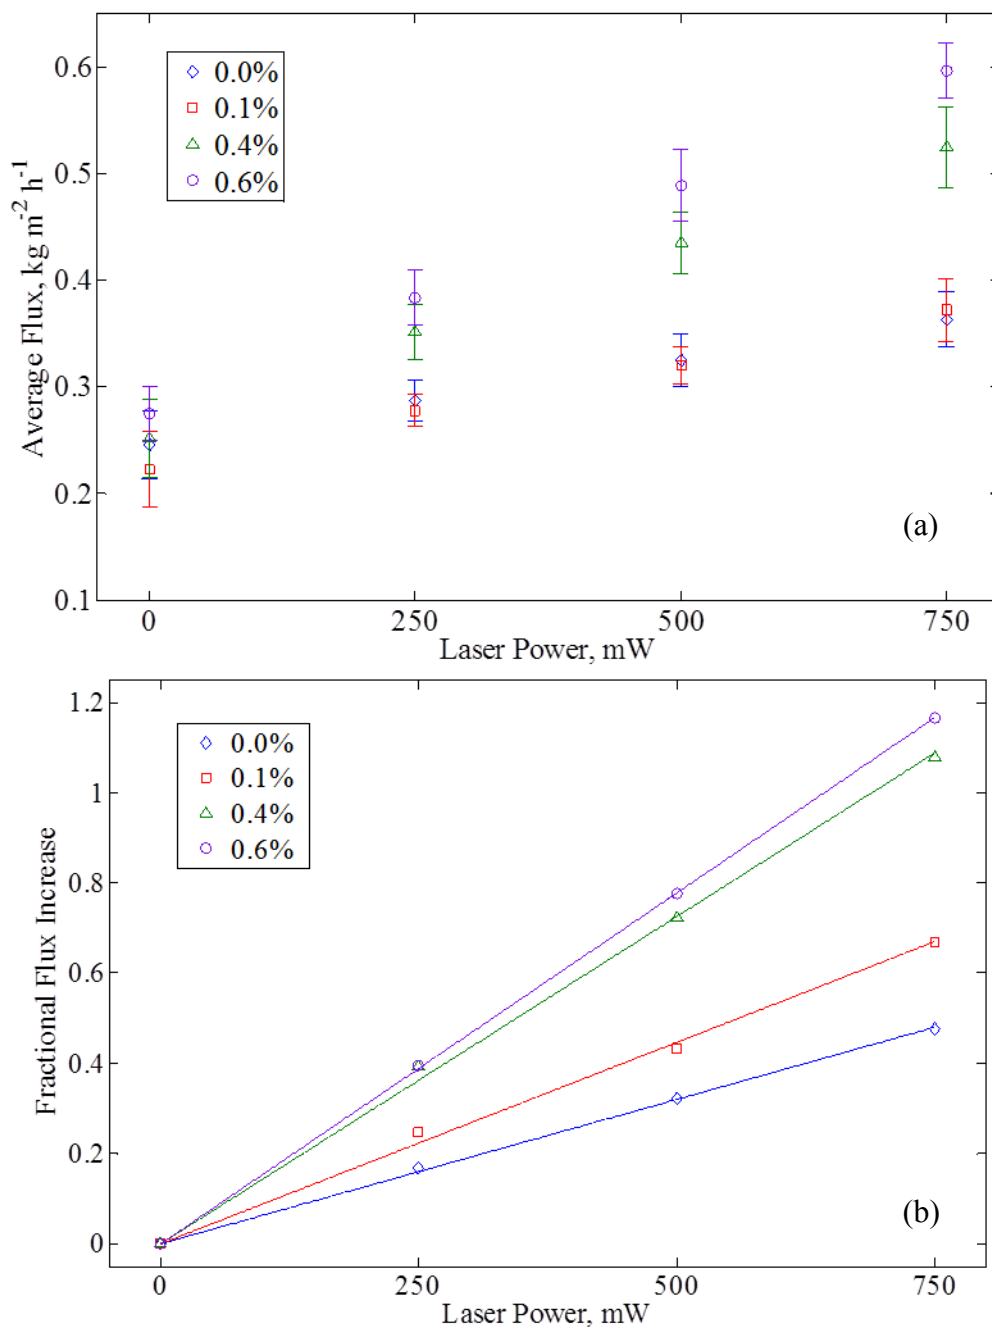 0.6
0.5
0.4
0.3
0.2
0.1
Average Flux, kg m⁻² h⁻¹
0.0%
0.1%
0.4%
0.6%
(a)
0 250 500 750
Laser Power, mW
1.2
1
0.8
0.6
0.4
0.2
0
Fractional Flux Increase
0.0%
0.1%
0.4%
0.6%
(b)
0 250 500 750
Laser Power, mW